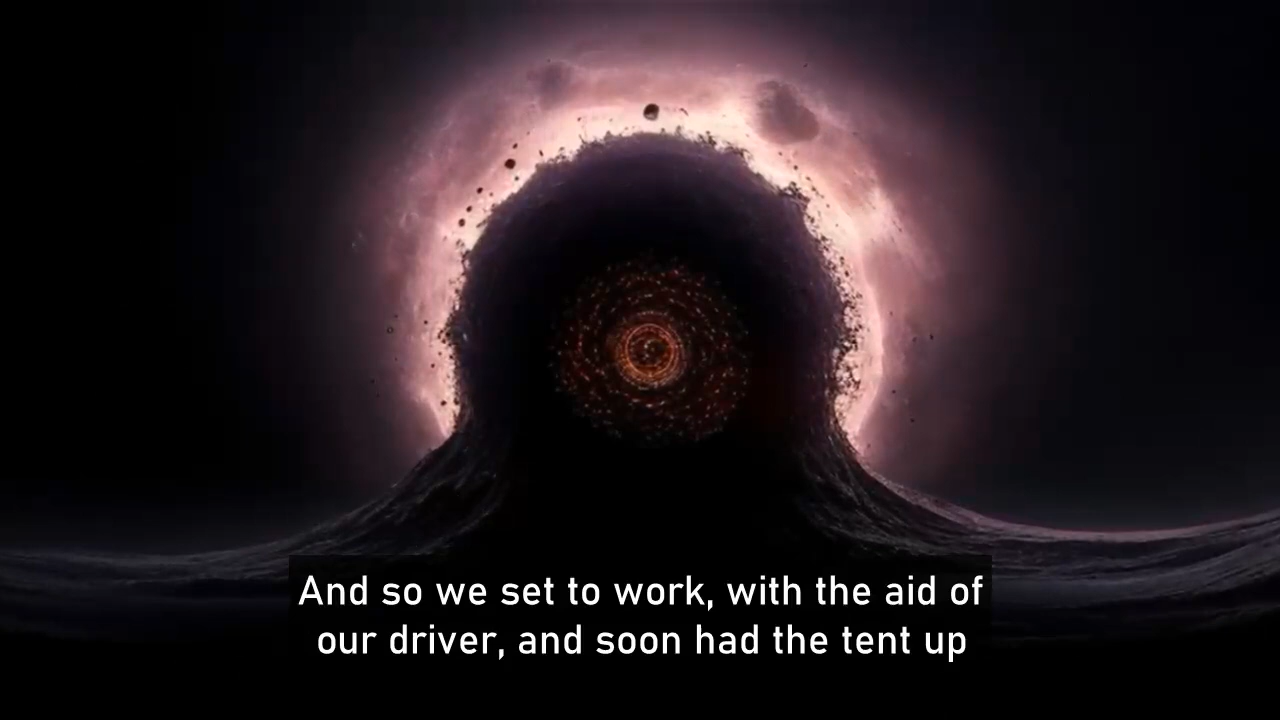 And so we set to work, with the aid of
our driver, and soon had the tent up